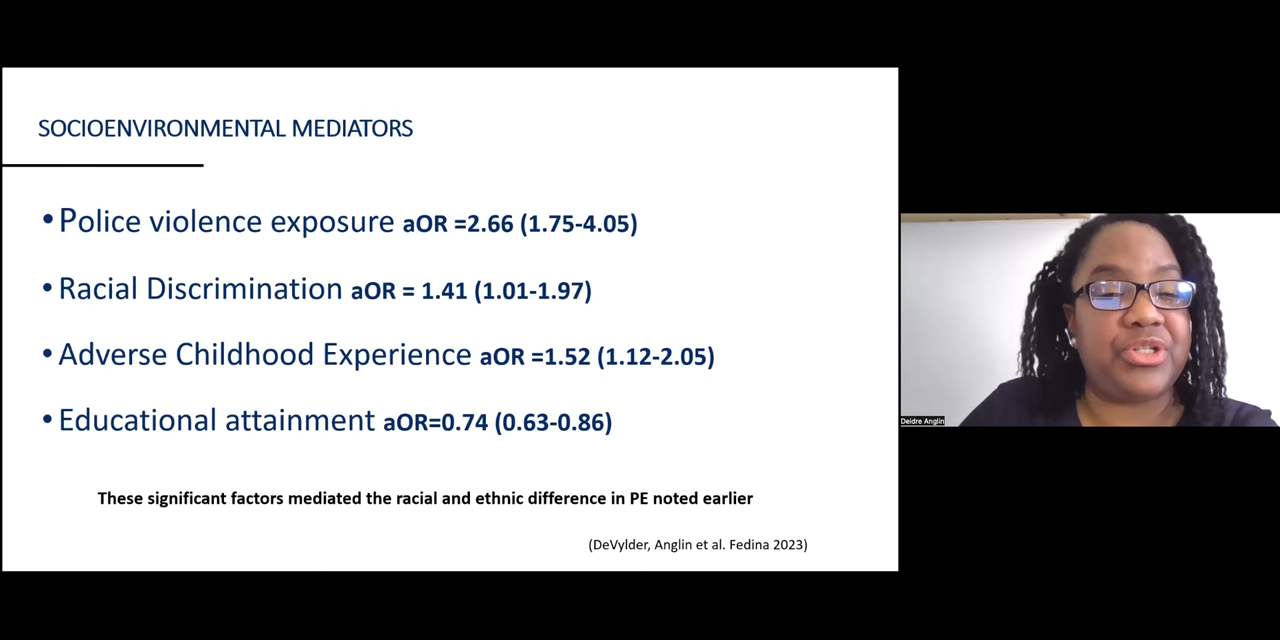 SOCIOENVIRONMENTAL MEDIATORS
•Police violence exposure aOR =2.66 (1.75-4.05)
•Racial Discrimination aOR = 1.41 (1.01-1.97)
•Adverse Childhood Experience aOR =1.52 (1.12-2.05)
•Educational attainment aOR=0.74 (0.63-0.86)
These significant factors mediated the racial and ethnic difference in PE noted earlier
(DeVylder, Anglin et al. Fedina 2023)
Deidre Anglin